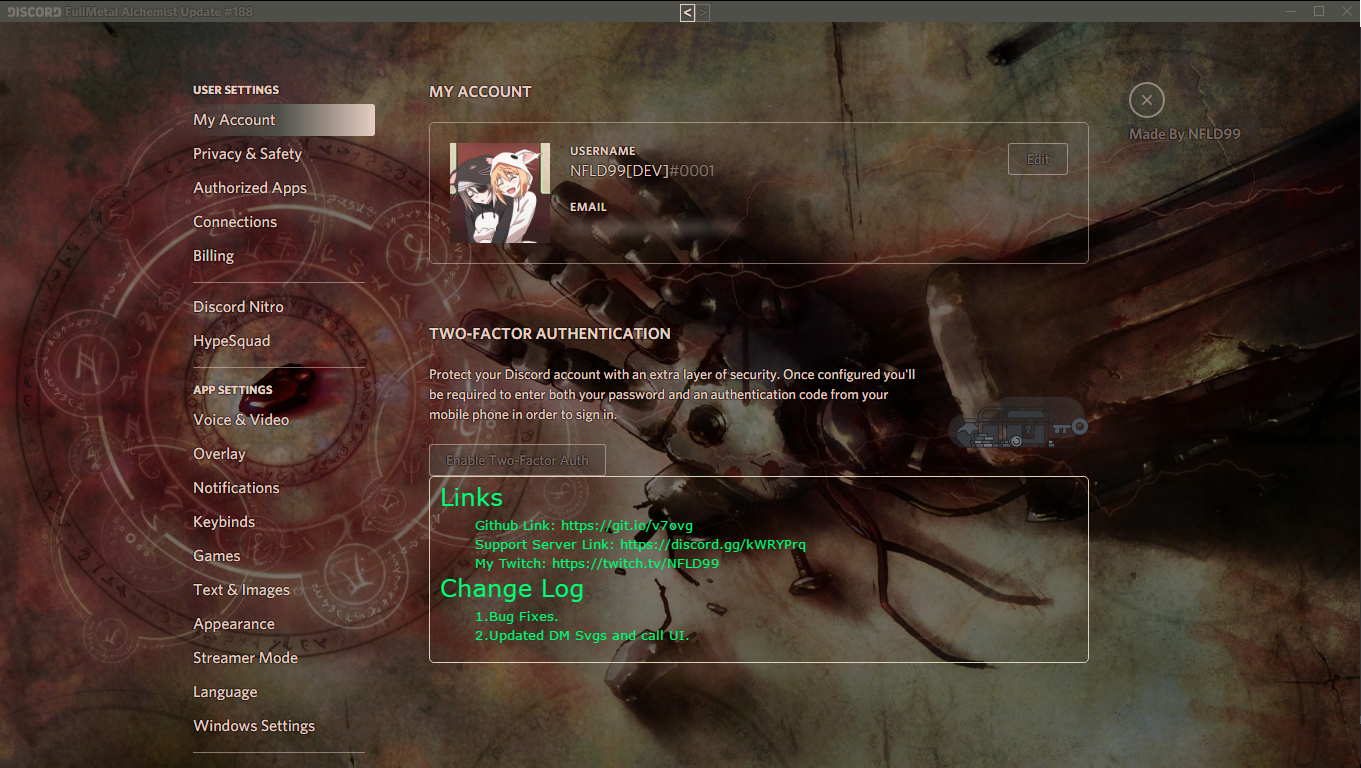 DISCORD FullMetal Alchemist Update #188
< >
USER SETTINGS
My Account
Privacy & Safety
Authorized Apps
Connections
Billing
Discord Nitro
HypeSquad
APP SETTINGS
Voice & Video
Overlay
Notifications
Keybinds
Games
Text & Images
Appearance
Streamer Mode
Language
Windows Settings
MY ACCOUNT
USERNAME
NFLD99[DEV]#0001
EMAIL
Edit
Made By NFLD99
TWO-FACTOR AUTHENTICATION
Protect your Discord account with an extra layer of security. Once configured you'll
be required to enter both your password and an authentication code from your
mobile phone in order to sign in.
Enable Two-Factor Auth
Links
Github Link: https://git.io/v7ovg
Support Server Link: https://discord.gg/kWRYPrq
My Twitch: https://twitch.tv/NFLD99
Change Log
1.Bug Fixes.
2.Updated DM Svgs and call UI.